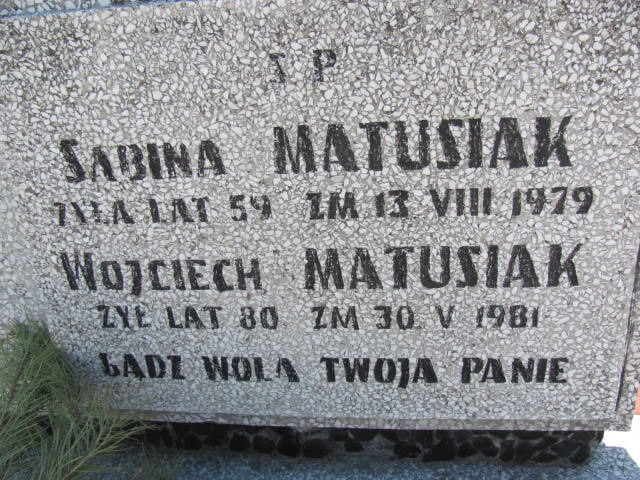 Ś P
SABINA MATUSIAK
ŻYŁA LAT 59 ZM 13 VIII 1979
WOJCIECH MATUSIAK
ŻYŁ LAT 80 ZM 30 V 1981
BĄDŹ WOLA TWOJA PANIE